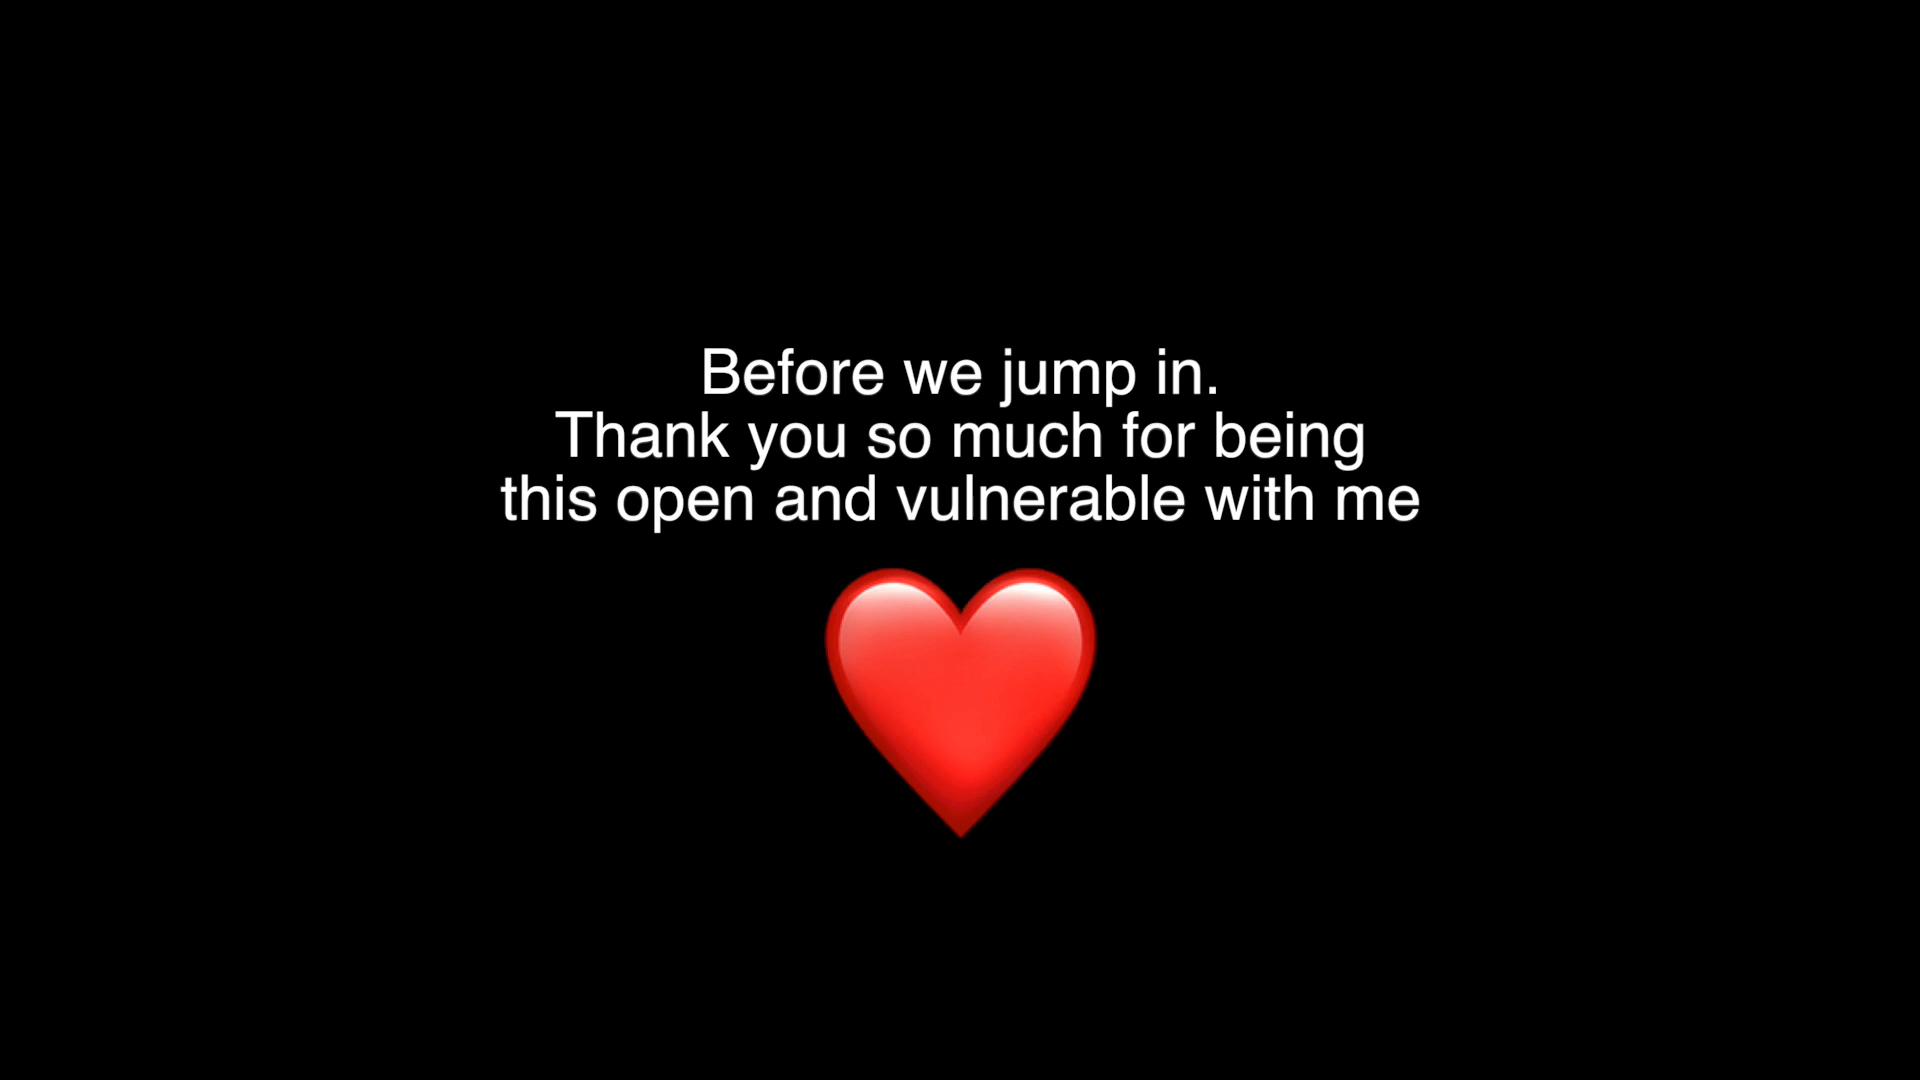 Before we jump in.
Thank you so much for being
this open and vulnerable with me